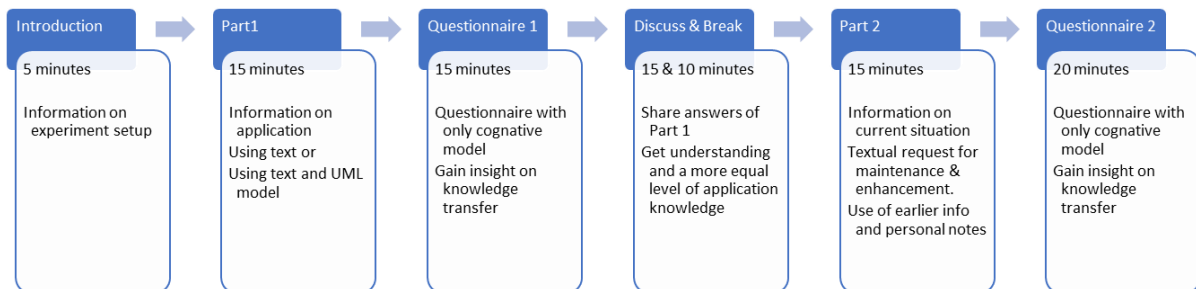 Introduction
5 minutes
Information on
experiment setup
Part1
15 minutes
Information on
application
Using text or
Using text and UML
model
Questionnaire 1
15 minutes
Questionnaire with
only cognative
model
Gain insight on
knowledge
transfer
Discuss & Break
15 & 10 minutes
Share answers of
Part 1
Get understanding
and a more equal
level of application
knowledge
Part 2
15 minutes
Information on
current situation
Textual request for
maintenance &
enhancement.
Use of earlier info
and personal notes
Questionnaire 2
20 minutes
Questionnaire with
only cognative
model
Gain insight on
knowledge
transfer